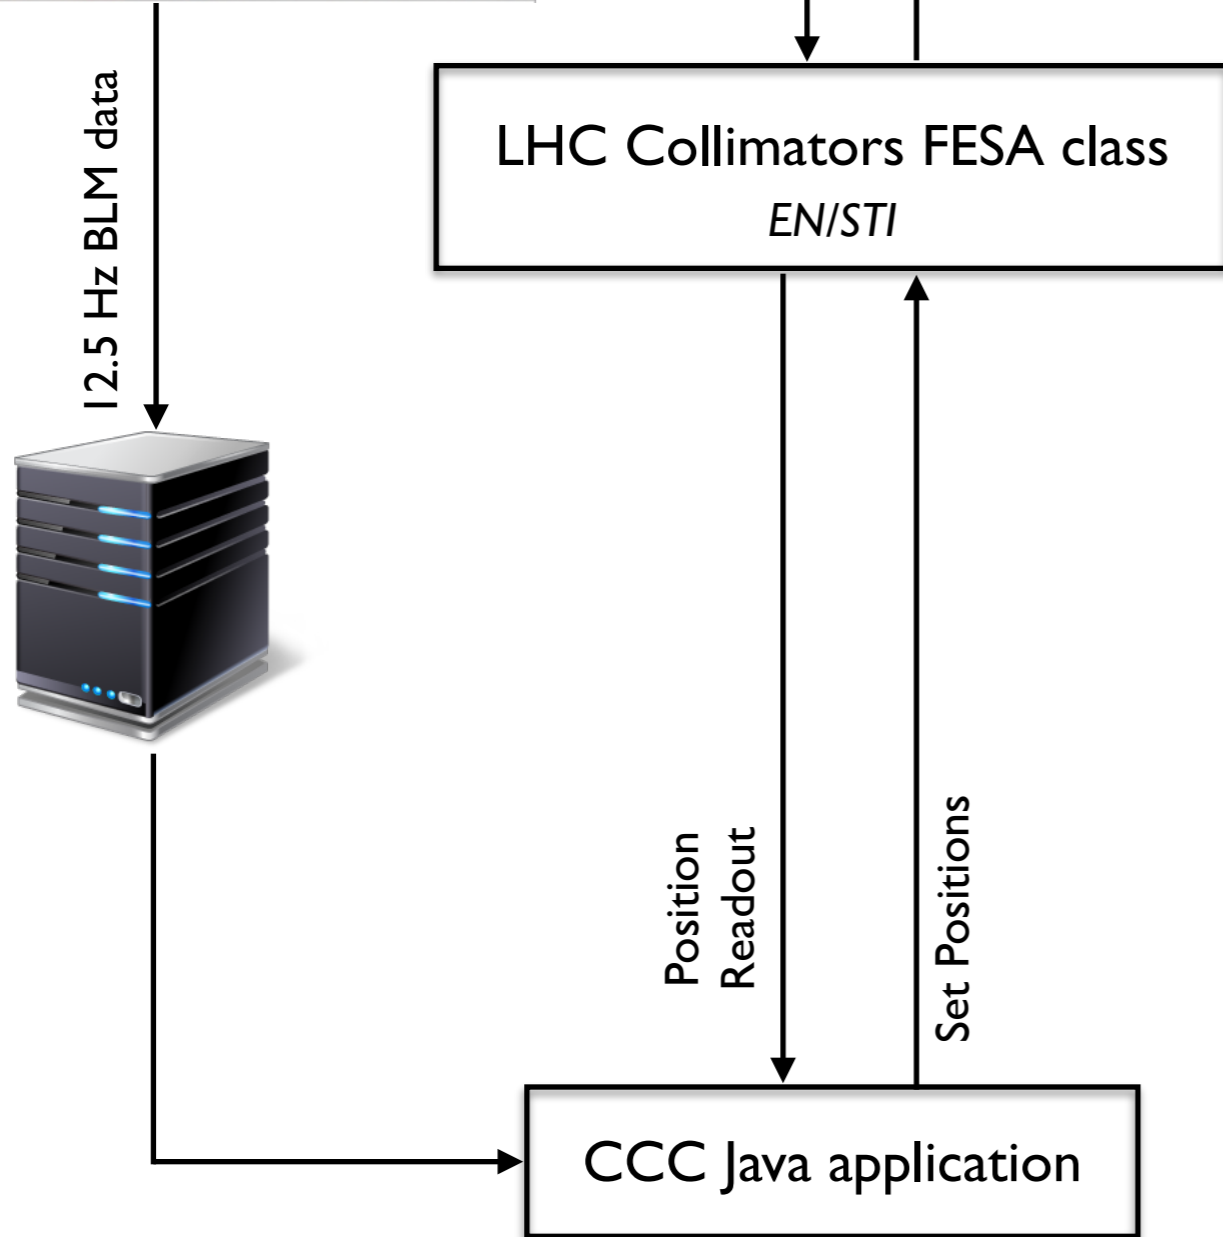 12.5 Hz BLM data
LHC Collimators FESA class
EN/STI
Position
Readout
Set Positions
CCC Java application